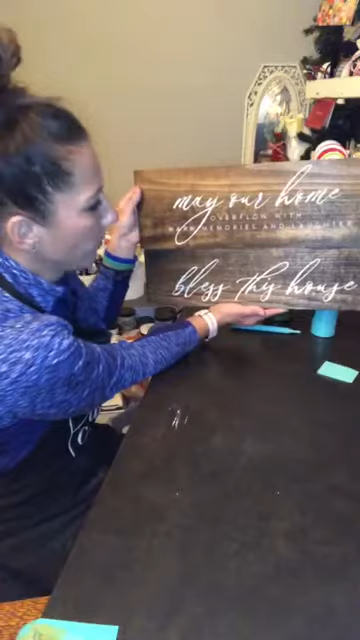 may our home
OVERFLOW WITH
WARM MEMORIES AND LAUGHTER
bless thy house